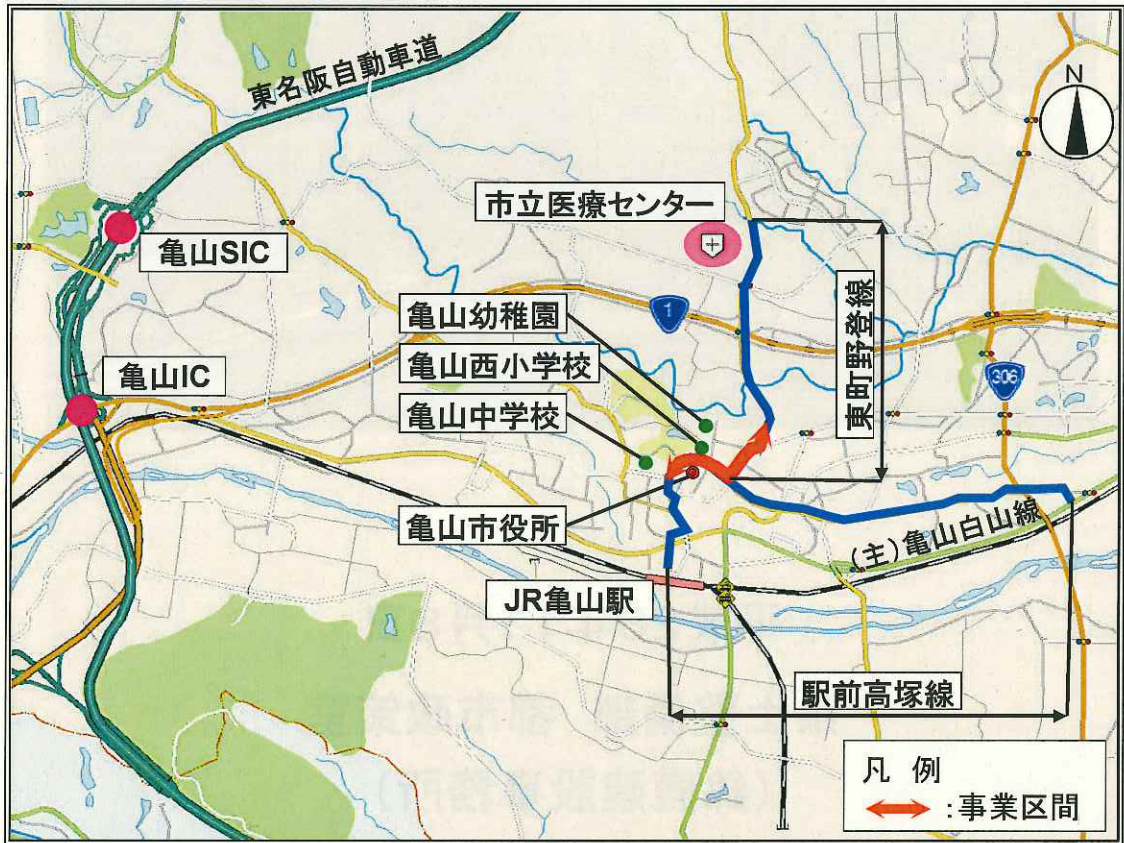 東名阪自動車道
N
市立医療センター
亀山SIC
亀山幼稚園
1
東町野登線
亀山西小学校
亀山IC
306
亀山中学校
亀山市役所
(主)亀山白山線
JR亀山駅
駅前高塚線
凡 例
:事業区間